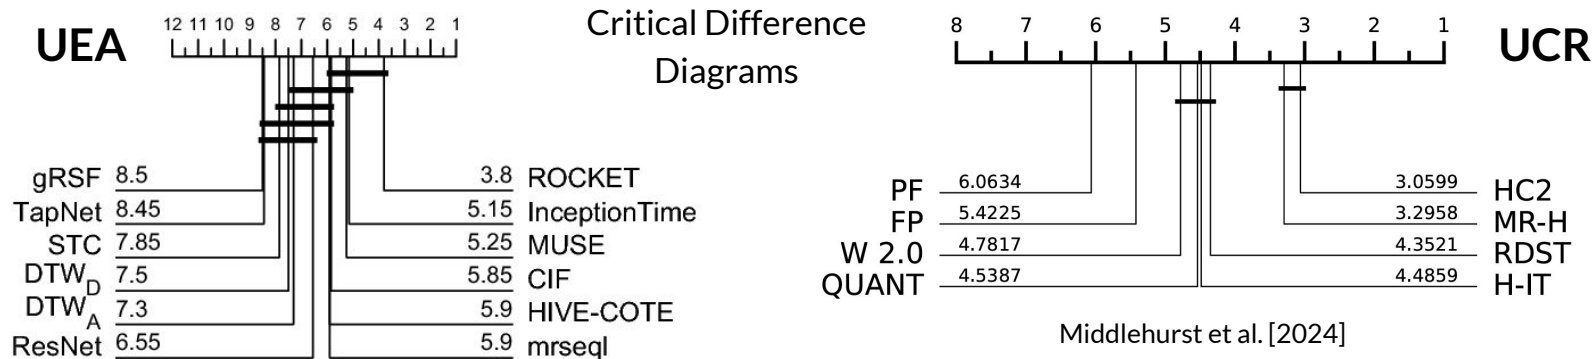 Critical Difference
Diagrams
UEA
12 11 10 9 8 7 6 5 4 3 2 1
gRSF 8.5
TapNet 8.45
STC 7.85
DTW_D 7.5
DTW_A 7.3
ResNet 6.55
3.8 ROCKET
5.15 InceptionTime
5.25 MUSE
5.85 CIF
5.9 HIVE-COTE
5.9 mrseql
UCR
8 7 6 5 4 3 2 1
PF 6.0634
FP 5.4225
W 2.0 4.7817
QUANT 4.5387
3.0599 HC2
3.2958 MR-H
4.3521 RDST
4.4859 H-IT
Middlehurst et al. [2024]